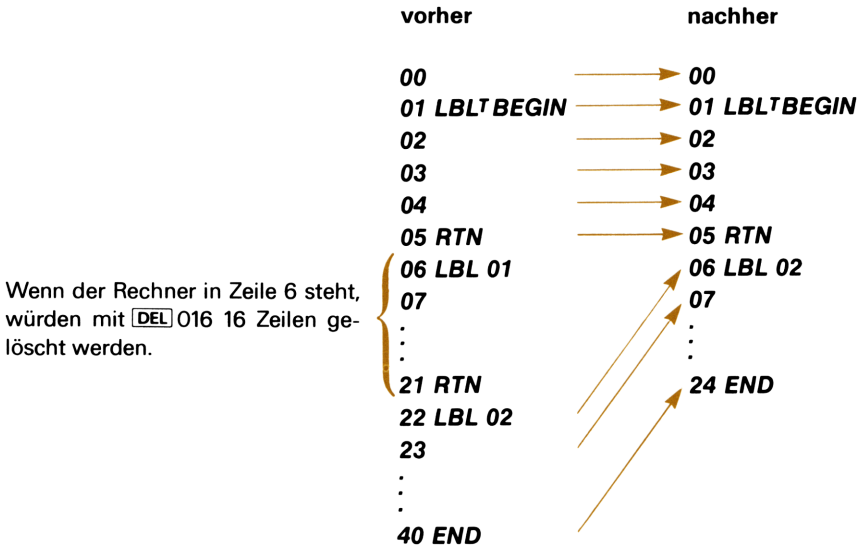 vorher nachher
00 00
01 LBLᵀBEGIN 01 LBLᵀBEGIN
02 02
03 03
04 04
05 RTN 05 RTN
06 LBL 01 06 LBL 02
Wenn der Rechner in Zeile 6 steht,
07 07
würden mit DEL 016 16 Zeilen ge-
löscht werden.
21 RTN 24 END
22 LBL 02
23
40 END